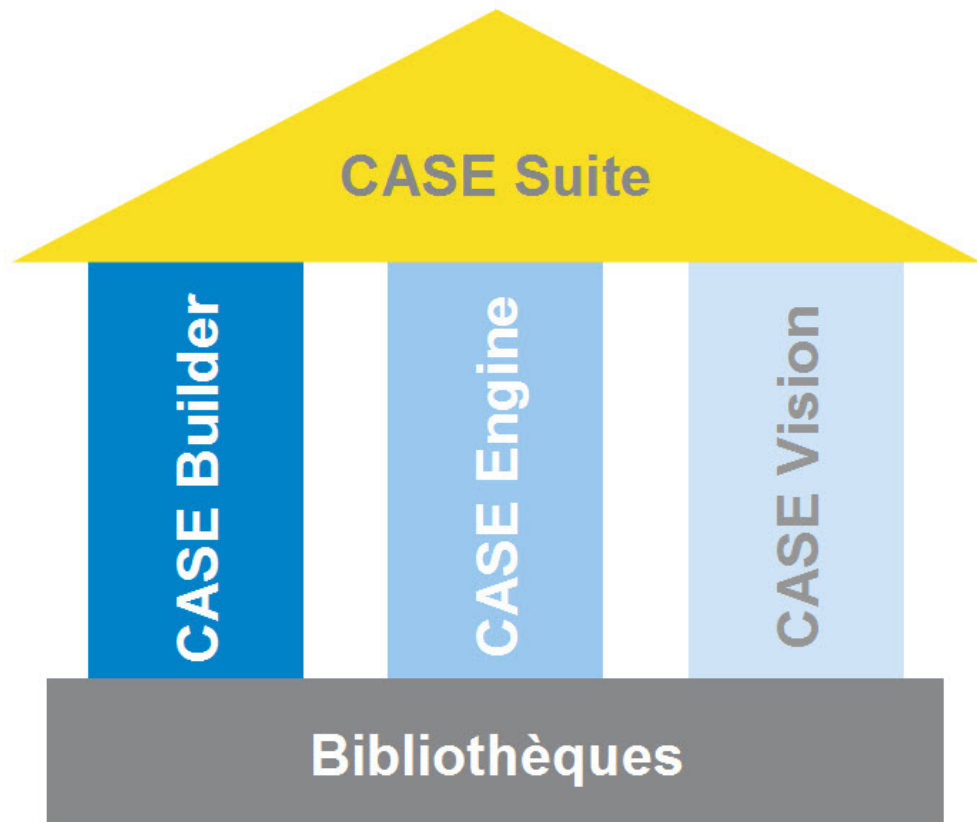 CASE Suite
CASE Builder
CASE Engine
CASE Vision
Bibliothèques